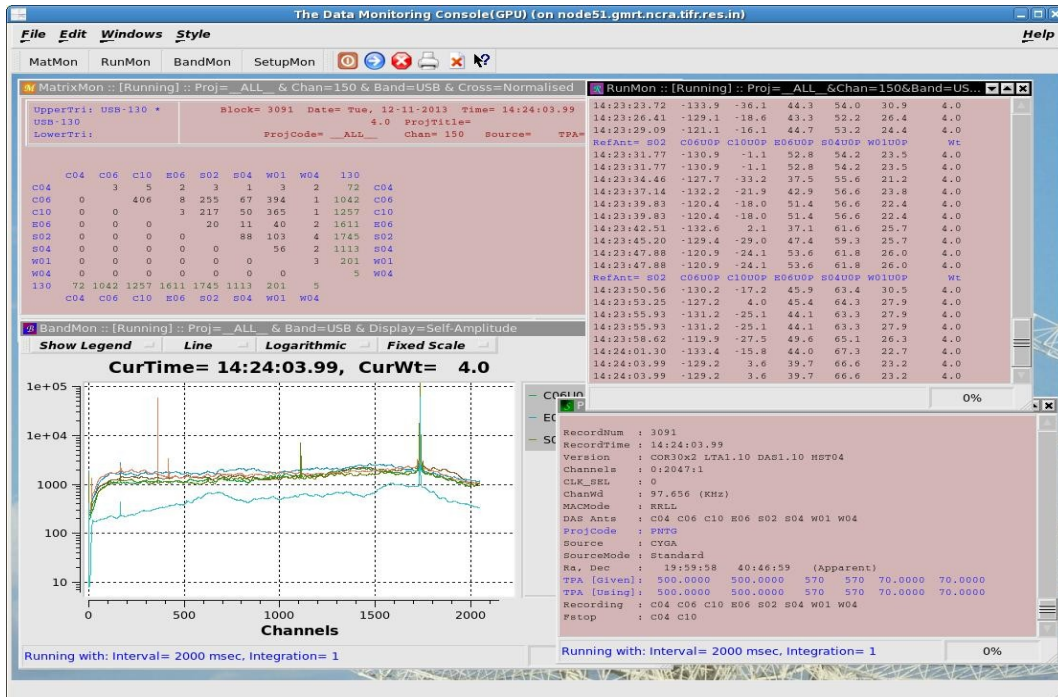 The Data Monitoring Console(GPU) (on node51.gmrt.ncra.tifr.res.in)
File Edit Windows Style Help
MatMon RunMon BandMon SetupMon
MatrixMon :: [Running] :: Proj=__ALL__ & Chan=150 & Band=USB & Cross=Normalised
UpperTri: USB-130 * Block= 3091 Date= Tue, 12-11-2013 Time= 14:24:03.99
USB-130 4.0 ProjTitle=
LowerTri: ProjCode= __ALL__ Chan= 150 Source= TPA=
C04 C06 C10 E06 S02 S04 W01 W04 130
C04 3 5 2 3 1 3 2 72 C04
C06 0 406 8 255 67 394 1 1042 C06
C10 0 0 3 217 50 365 1 1257 C10
E06 0 0 0 20 11 40 2 1611 E06
S02 0 0 0 0 88 103 4 1745 S02
S04 0 0 0 0 0 56 2 1113 S04
W01 0 0 0 0 0 0 3 201 W01
W04 0 0 0 0 0 0 0 5 W04
130 72 1042 1257 1611 1745 1113 201 5
C04 C06 C10 E06 S02 S04 W01 W04
RunMon :: [Running] :: Proj=__ALL__&Chan=150&Band=US...
14:23:23.72 -133.9 -36.1 44.3 54.0 30.9 4.0
14:23:26.41 -129.1 -18.6 43.3 52.2 26.4 4.0
14:23:29.09 -121.1 -16.1 44.7 53.2 24.4 4.0
RefAnt= S02 C06U0P C10U0P E06U0P S04U0P W01U0P Wt
14:23:31.77 -130.9 -1.1 52.8 54.2 23.5 4.0
14:23:31.77 -130.9 -1.1 52.8 54.2 23.5 4.0
14:23:34.46 -127.7 -33.2 37.5 55.6 21.2 4.0
14:23:37.14 -132.2 -21.9 42.9 56.6 23.8 4.0
14:23:39.83 -120.4 -18.0 51.4 56.6 22.4 4.0
14:23:39.83 -120.4 -18.0 51.4 56.6 22.4 4.0
14:23:42.51 -132.6 2.1 37.1 61.6 25.7 4.0
14:23:45.20 -129.4 -29.0 47.4 59.3 25.7 4.0
14:23:47.88 -120.9 -24.1 53.6 61.8 26.0 4.0
14:23:47.88 -120.9 -24.1 53.6 61.8 26.0 4.0
RefAnt= S02 C06U0P C10U0P E06U0P S04U0P W01U0P Wt
14:23:50.56 -130.2 -17.2 45.9 63.4 30.5 4.0
14:23:53.25 -127.2 4.0 45.4 64.3 27.9 4.0
14:23:55.93 -131.2 -25.1 44.1 63.3 27.9 4.0
14:23:55.93 -131.2 -25.1 44.1 63.3 27.9 4.0
14:23:58.62 -119.9 -27.5 49.6 65.1 26.3 4.0
14:24:01.30 -133.4 -15.8 44.0 67.3 22.7 4.0
14:24:03.99 -129.2 3.6 39.7 66.6 23.2 4.0
14:24:03.99 -129.2 3.6 39.7 66.6 23.2 4.0
0%
BandMon :: [Running] :: Proj=__ALL__ & Band=USB & Display=Self-Amplitude
Show Legend Line Logarithmic Fixed Scale
CurTime= 14:24:03.99, CurWt= 4.0
1e+05
1e+04
1000
100
10
0 500 1000 1500 2000
Channels
Running with: Interval= 2000 msec, Integration= 1
RecordNum : 3091
RecordTime : 14:24:03.99
Version : COR30x2 LTA1.10 DAS1.10 HST04
Channels : 0:2047:1
CLK_SEL : 0
ChanWd : 97.656 (KHz)
MACMode : RRLL
DAS Ants : C04 C06 C10 E06 S02 S04 W01 W04
ProjCode : PNTG
Source : CYGA
SourceMode : Standard
Ra, Dec : 19:59:58 40:46:59 (Apparent)
TPA [Given]: 500.0000 500.0000 570 570 70.0000 70.0000
TPA [Using]: 500.0000 500.0000 570 570 70.0000 70.0000
Recording : C04 C06 C10 E06 S02 S04 W01 W04
Fstop : C04 C10
Running with: Interval= 2000 msec, Integration= 1 0%